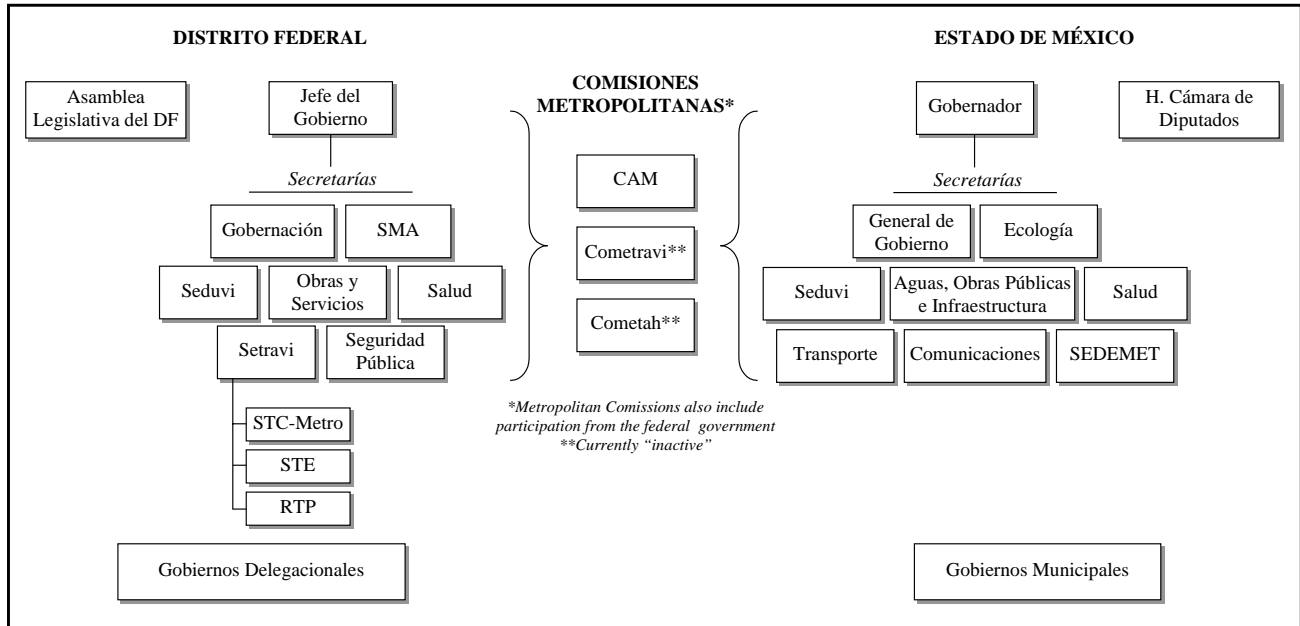 DISTRITO FEDERAL
Asamblea
Legislativa del DF
Jefe del
Gobierno
Secretarías
Gobernación
SMA
Seduvi
Obras y
Servicios
Salud
Setravi
Seguridad
Pública
STC-Metro
STE
RTP
Gobiernos Delegacionales
COMISIONES
METROPOLITANAS*
CAM
Cometravi**
Cometah**
*Metropolitan Comissions also include
participation from the federal government
**Currently “inactive”
ESTADO DE MÉXICO
Gobernador
H. Cámara de
Diputados
Secretarías
General de
Gobierno
Ecología
Seduvi
Aguas, Obras Públicas
e Infraestructura
Salud
Transporte
Comunicaciones
SEDEMET
Gobiernos Municipales